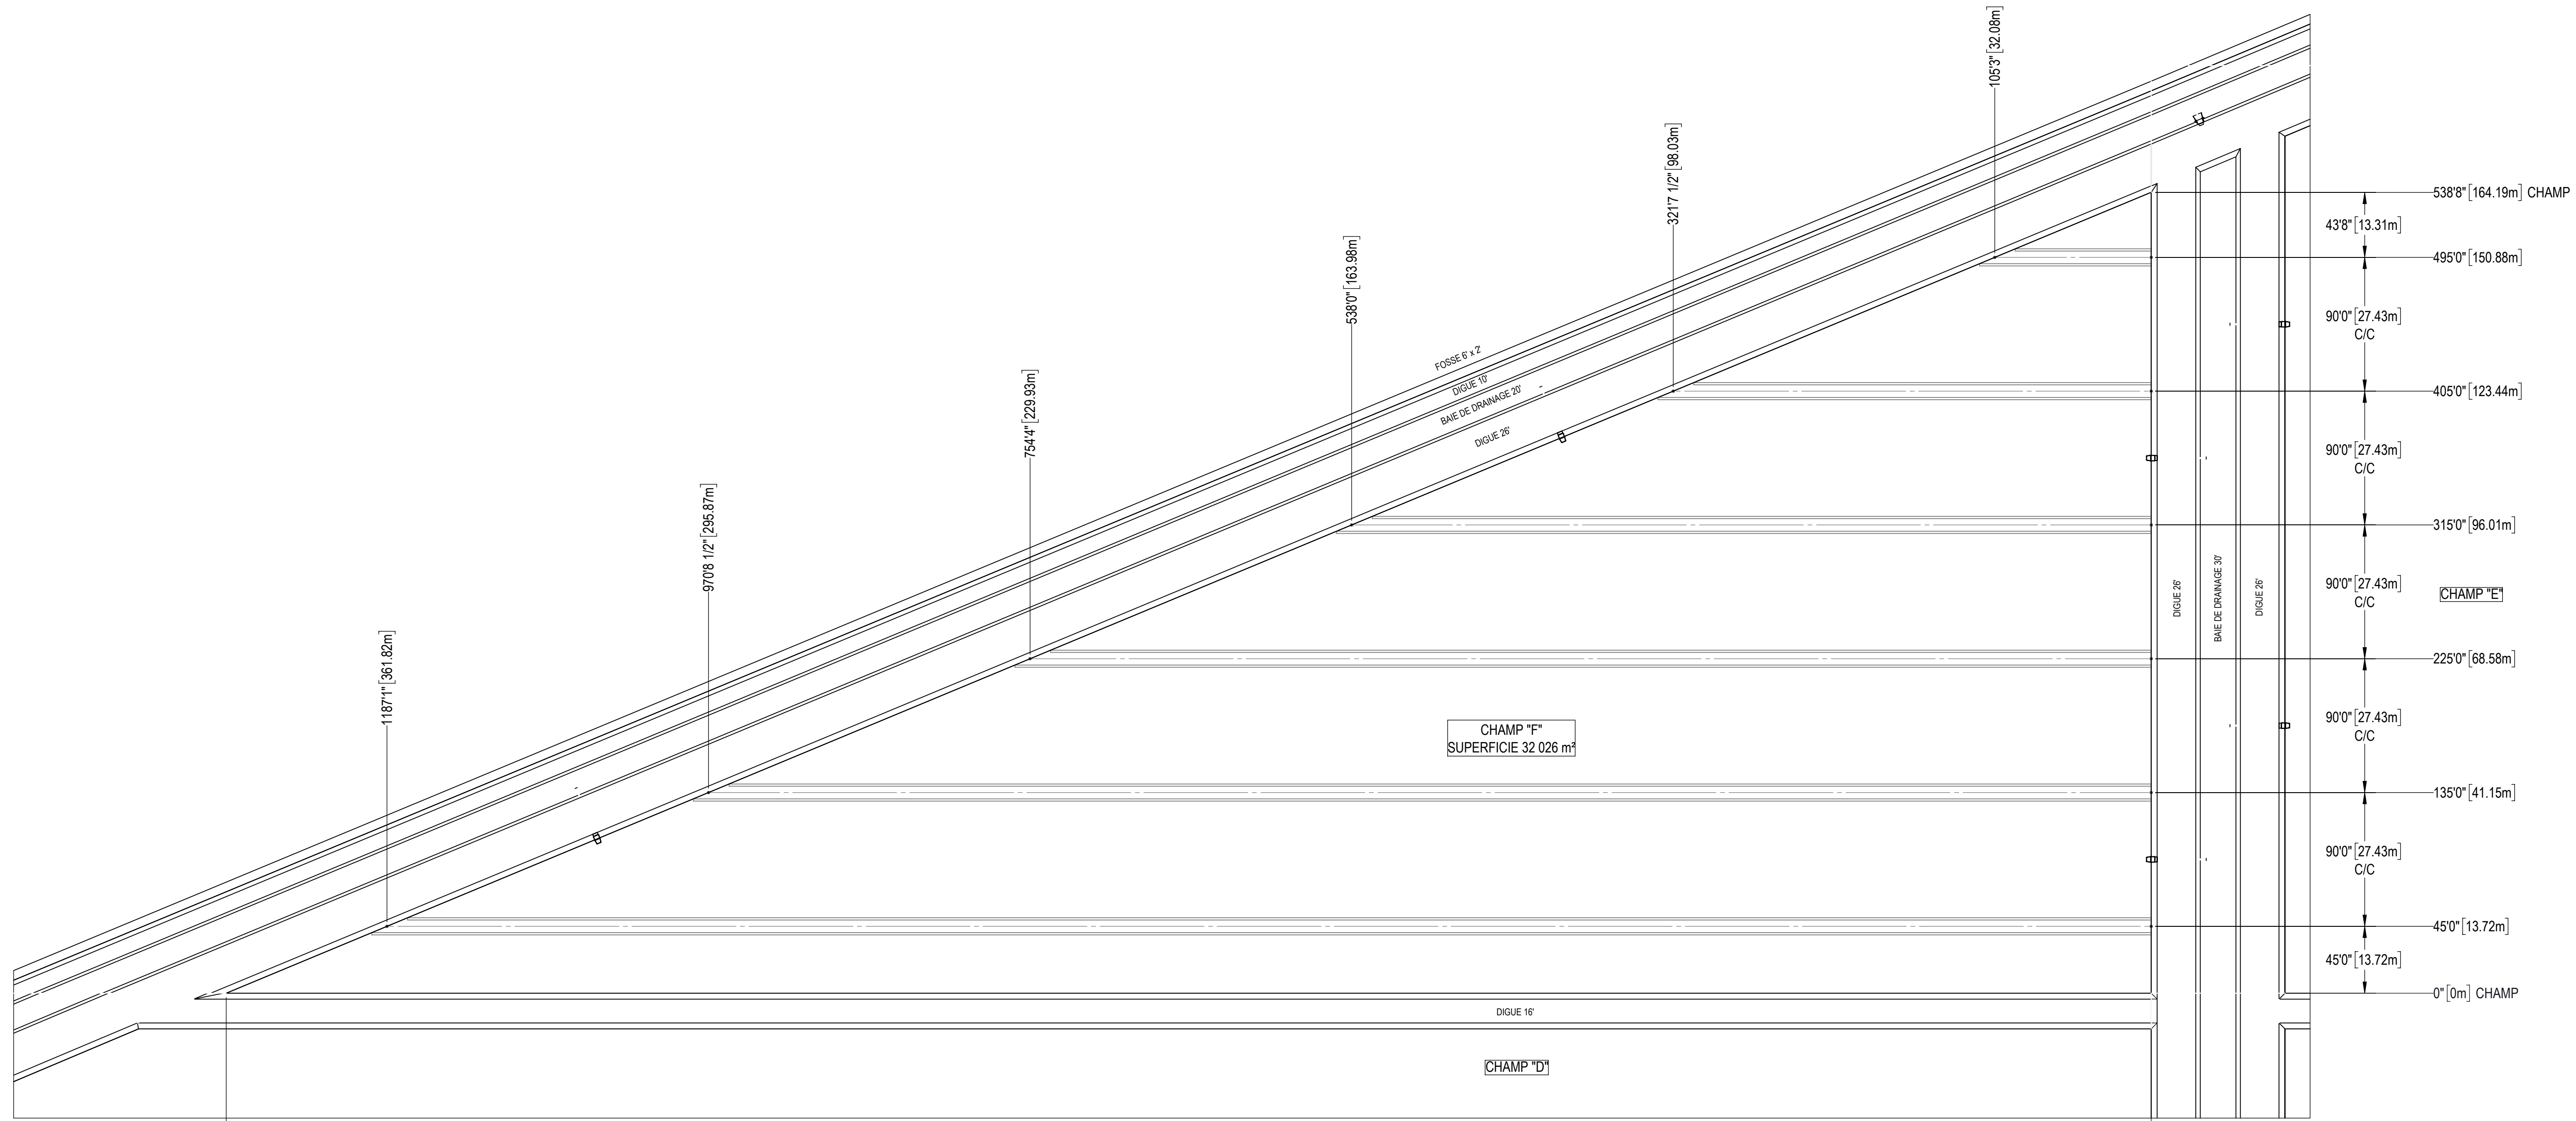 105'3" [32.08m]
321'7 1/2" [98.03m]
538'0" [163.98m]
754'4" [229.93m]
970'8 1/2" [295.87m]
1187'1" [361.82m]
FOSSE 6' x 2'
DIGUE 10'
BAIE DE DRAINAGE 20'
DIGUE 26'
538'8" [164.19m] CHAMP
43'8" [13.31m]
495'0" [150.88m]
90'0" [27.43m]
C/C
405'0" [123.44m]
90'0" [27.43m]
C/C
315'0" [96.01m]
90'0" [27.43m]
C/C
CHAMP "E"
DIGUE 26'
BAIE DE DRAINAGE 30'
DIGUE 26'
225'0" [68.58m]
90'0" [27.43m]
C/C
CHAMP "F"
SUPERFICIE 32 026 m²
135'0" [41.15m]
90'0" [27.43m]
C/C
45'0" [13.72m]
45'0" [13.72m]
0" [0m] CHAMP
DIGUE 16'
CHAMP "D"